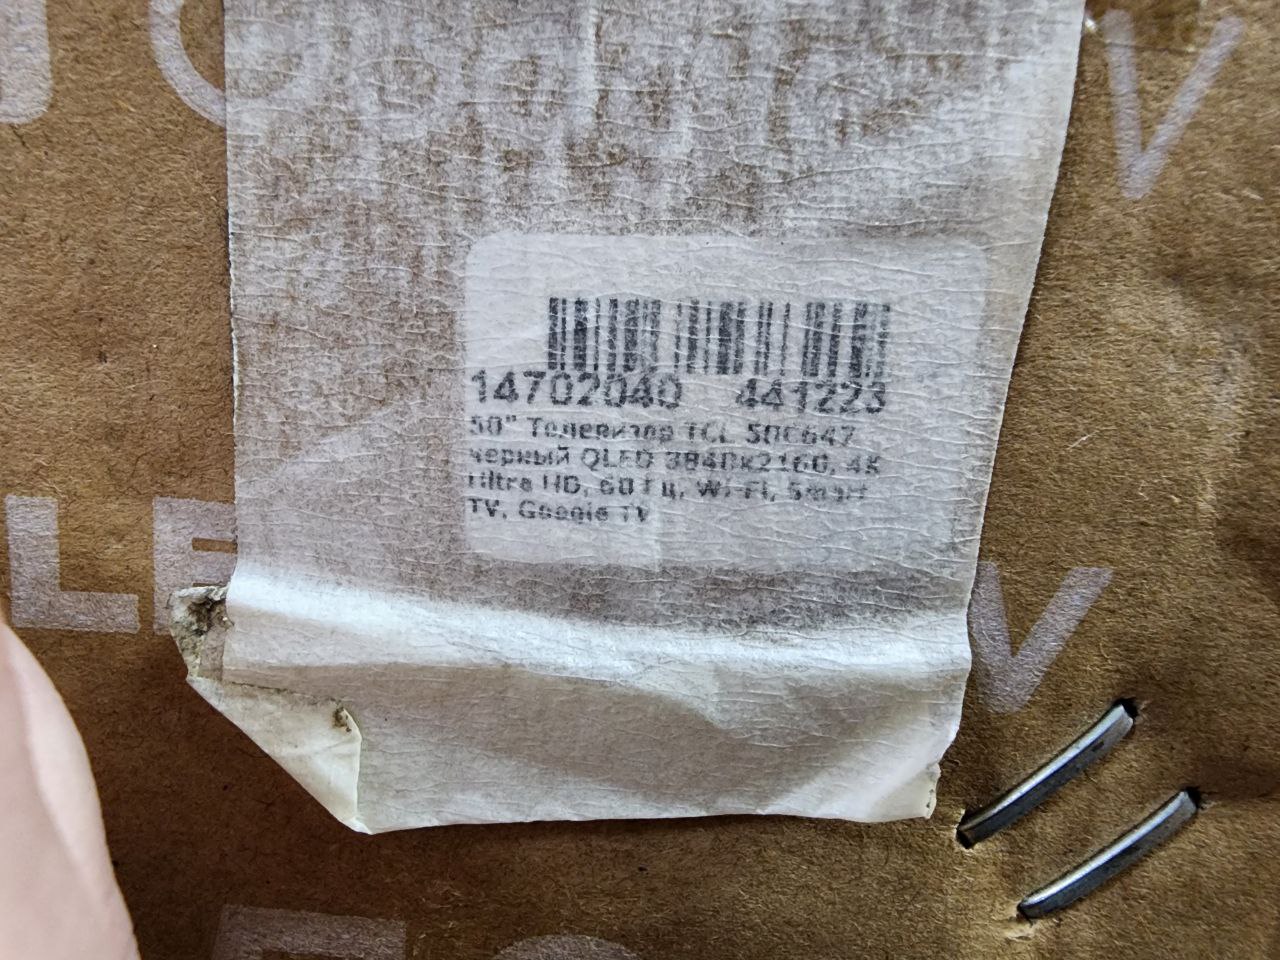 14702040 441223
50" Телевизор TCL 50C647
черный QLED 3840x2160, 4K
Ultra HD, 60 Гц, Wi-Fi, Smart
TV, Google TV